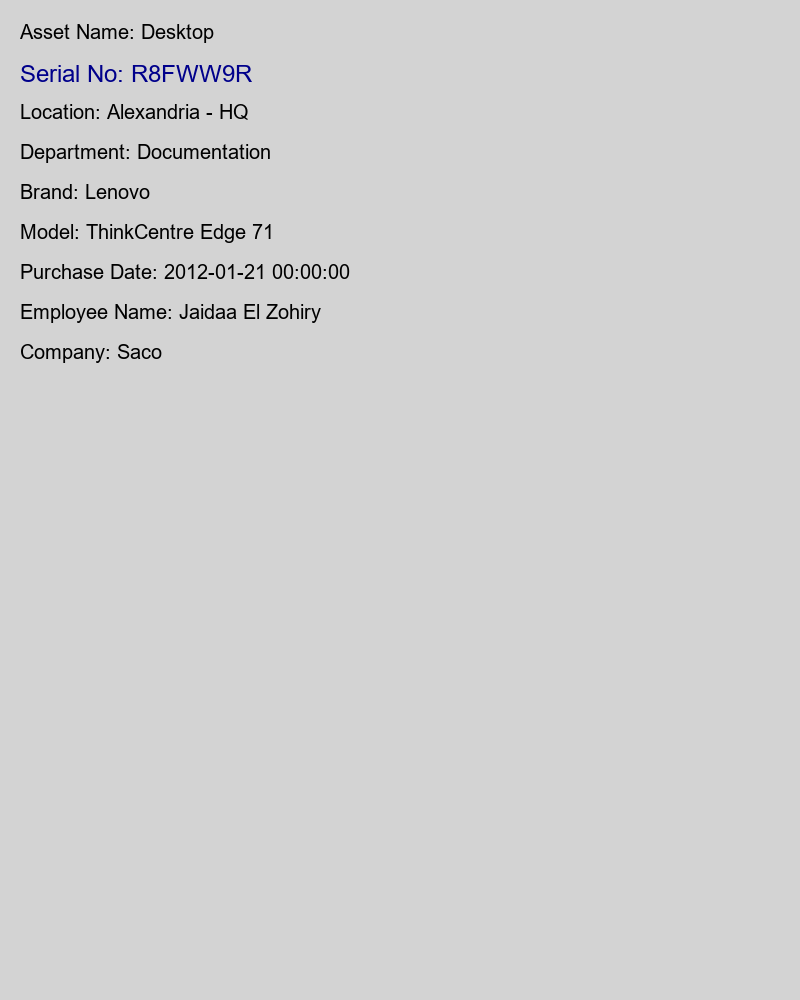 Asset Name: Desktop
Serial No: R8FWW9R
Location: Alexandria - HQ
Department: Documentation
Brand: Lenovo
Model: ThinkCentre Edge 71
Purchase Date: 2012-01-21 00:00:00
Employee Name: Jaidaa El Zohiry
Company: Saco